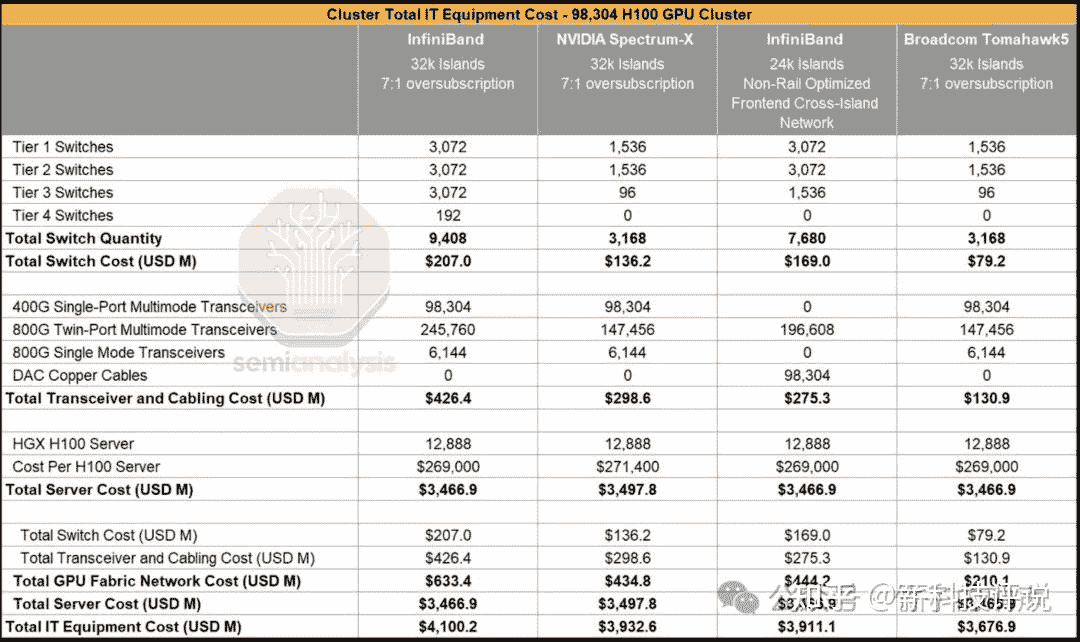 Cluster Total IT Equipment Cost - 98,304 H100 GPU Cluster
InfiniBand NVIDIA Spectrum-X InfiniBand Broadcom Tomahawk5
32k Islands 32k Islands 24k Islands 32k Islands
7:1 oversubscription 7:1 oversubscription Non-Rail Optimized 7:1 oversubscription
Frontend Cross-Island
Network
Tier 1 Switches 3,072 1,536 3,072 1,536
Tier 2 Switches 3,072 1,536 3,072 1,536
Tier 3 Switches 3,072 96 1,536 96
Tier 4 Switches 192 0 0 0
Total Switch Quantity 9,408 3,168 7,680 3,168
Total Switch Cost (USD M) $207.0 $136.2 $169.0 $79.2
400G Single-Port Multimode Transceivers 98,304 98,304 0 98,304
800G Twin-Port Multimode Transceivers 245,760 147,456 196,608 147,456
800G Single Mode Transceivers 6,144 6,144 0 6,144
semianalysis
DAC Copper Cables 0 0 98,304 0
Total Transceiver and Cabling Cost (USD M) $426.4 $298.6 $275.3 $130.9
HGX H100 Server 12,888 12,888 12,888 12,888
Cost Per H100 Server $269,000 $271,400 $269,000 $269,000
Total Server Cost (USD M) $3,466.9 $3,497.8 $3,466.9 $3,466.9
Total Switch Cost (USD M) $207.0 $136.2 $169.0 $79.2
Total Transceiver and Cabling Cost (USD M) $426.4 $298.6 $275.3 $130.9
Total GPU Fabric Network Cost (USD M) $633.4 $434.8 $444.2 $210.1
公众号 @新科技评说
Total Server Cost (USD M) $3,466.9 $3,497.8 $3,466.9 $3,466.9
Total IT Equipment Cost (USD M) $4,100.2 $3,932.6 $3,911.1 $3,676.9